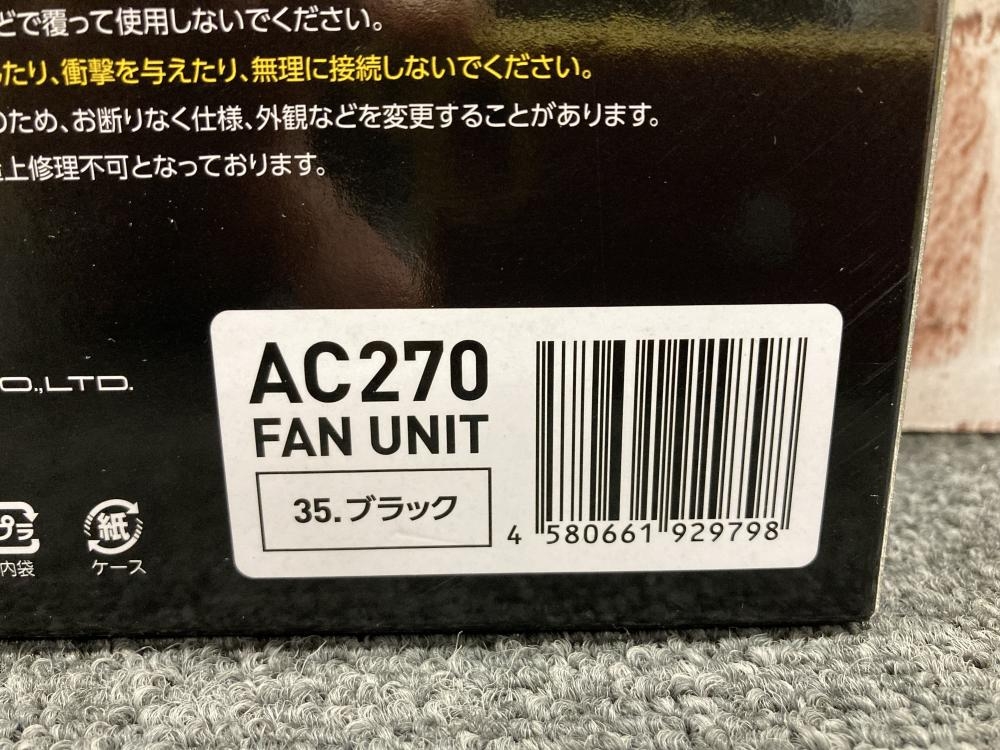 どで覆って使用しないでください。
たり、衝撃を与えたり、無理に接続しないでください。
のため、お断りなく仕様、外観などを変更することがあります。
上修理不可となっております。
O.,LTD.
AC270
FAN UNIT
35.ブラック
4 580661 929798
プラ
内袋
紙
ケース